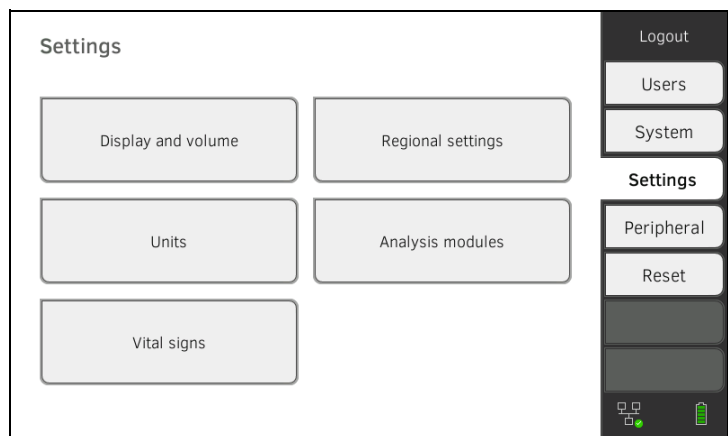 Settings
Display and volume
Regional settings
Units
Analysis modules
Vital signs
Logout
Users
System
Settings
Peripheral
Reset